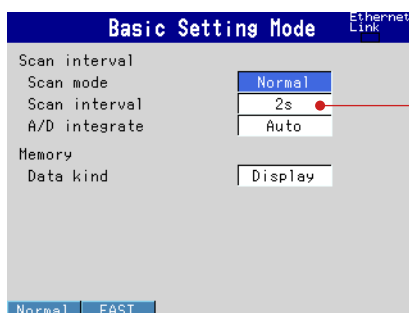 Basic Setting Mode
Ethernet
Link
Scan interval
Scan mode Normal
Scan interval 2s
A/D integrate Auto
Memory
Data kind Display
Normal FAST